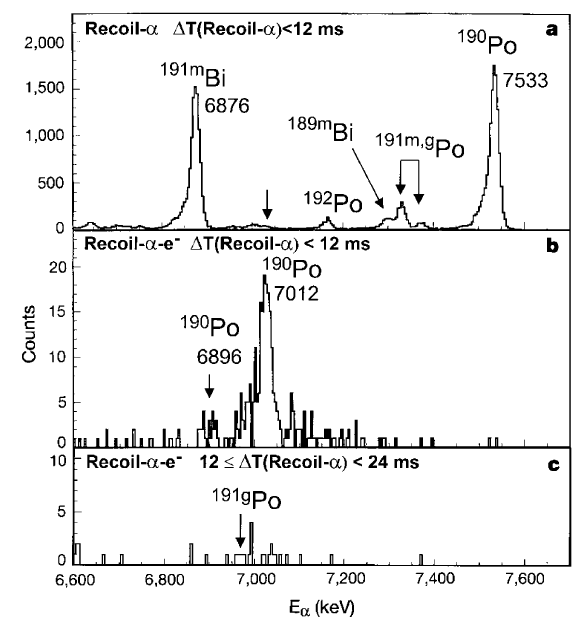 Recoil-α ΔT(Recoil-α)<12 ms a
2,000
1,500
1,000
500
0
¹⁹¹ᵐBi
6876
¹⁸⁹ᵐBi
¹⁹²Po
¹⁹¹ᵐ,ᵍPo
¹⁹⁰Po
7533
Recoil-α-e⁻ ΔT(Recoil-α) < 12 ms b
20
15
10
5
0
¹⁹⁰Po
6896
¹⁹⁰Po
7012
Counts
Recoil-α-e⁻ 12 ≤ ΔT(Recoil-α) < 24 ms c
10
5
0
¹⁹¹ᵍPo
6,600 6,800 7,000 7,200 7,400 7,600
Eα (keV)